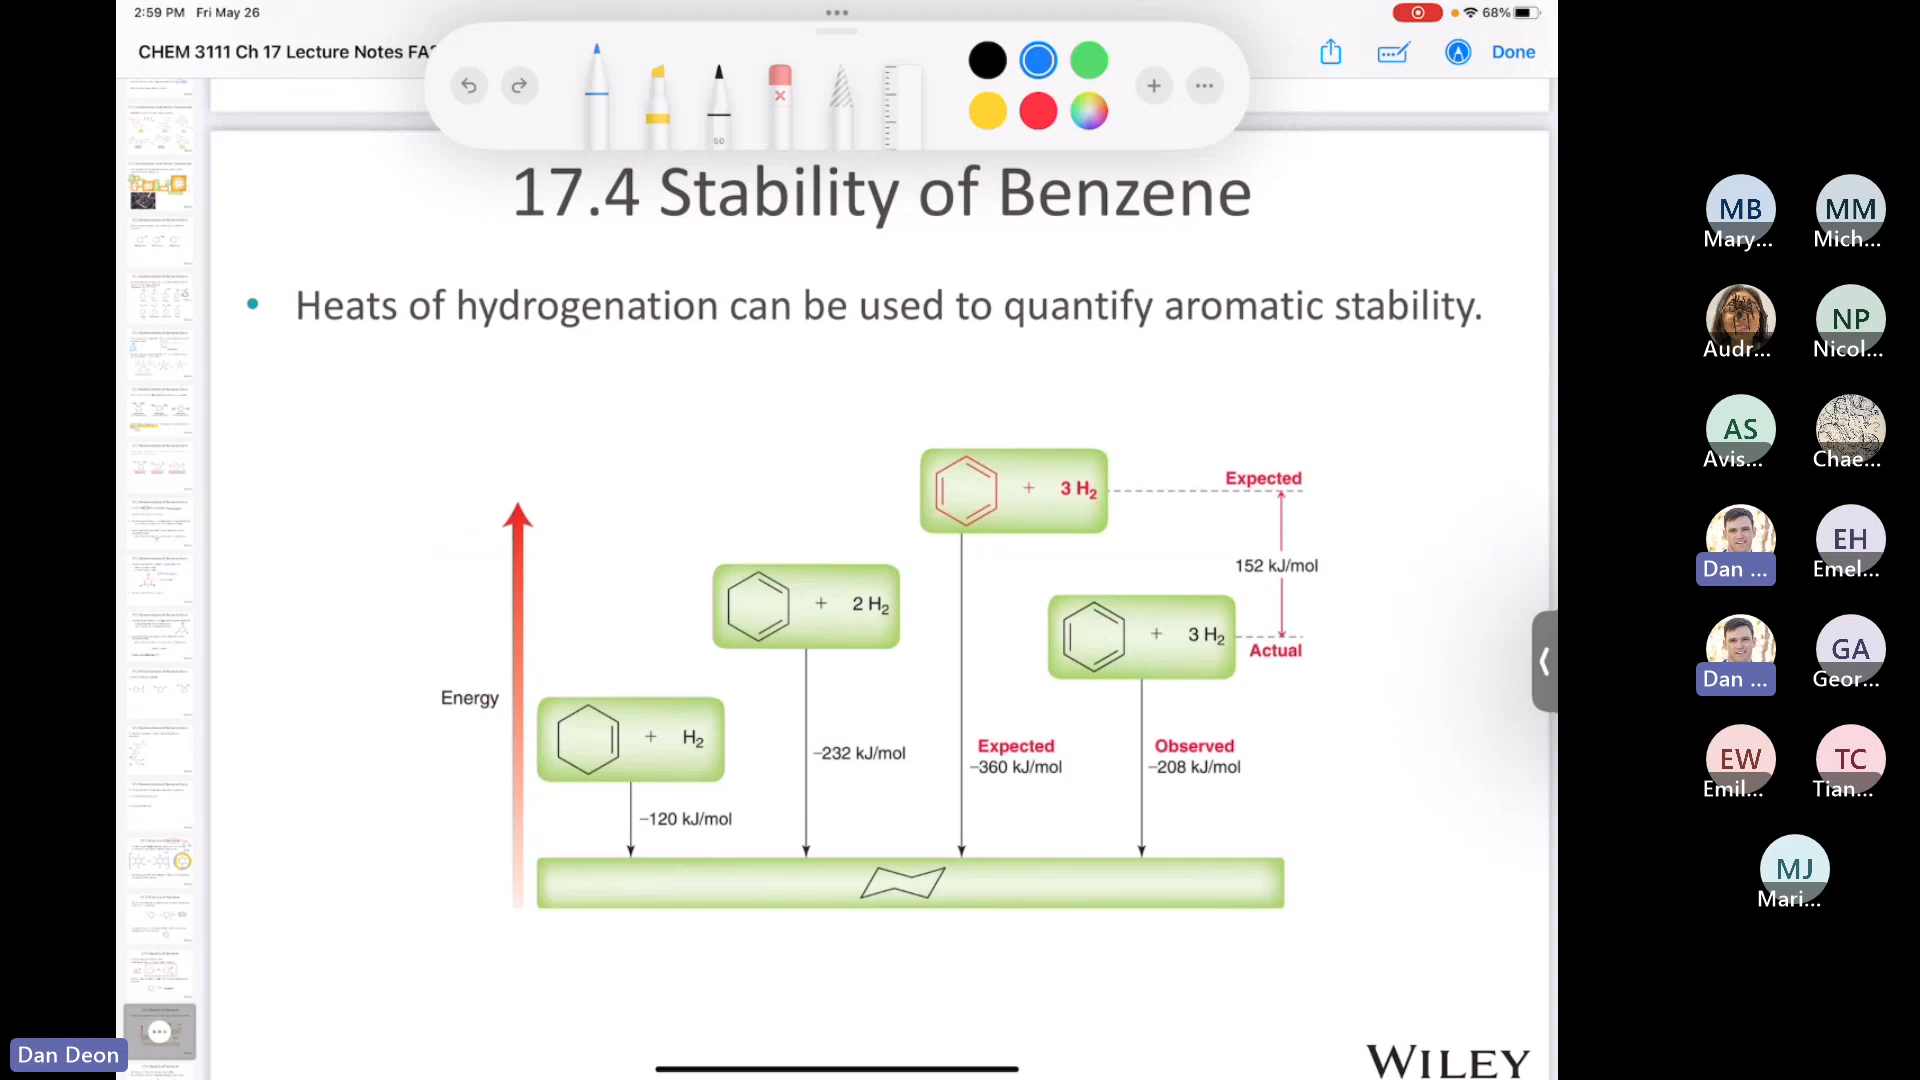 2:59 PM Fri May 26
68%
CHEM 3111 Ch 17 Lecture Notes FA
50
Done
17.4 Stability of Benzene
• Heats of hydrogenation can be used to quantify aromatic stability.
+ 3 H₂
Expected
152 kJ/mol
+ 2 H₂
+ 3 H₂
Actual
Energy
+ H₂
−232 kJ/mol
Expected
−360 kJ/mol
Observed
−208 kJ/mol
−120 kJ/mol
WILEY
MB
Mary...
MM
Mich...
Audr...
NP
Nicol...
AS
Avis...
Chae...
Dan ...
EH
Emel...
Dan ...
GA
Geor...
EW
Emil...
TC
Tian...
MJ
Mari...
Dan Deon